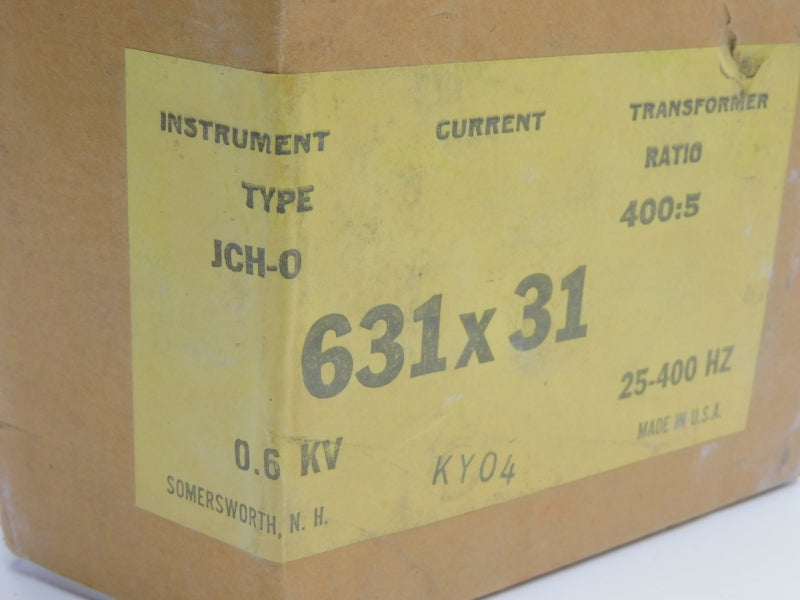 INSTRUMENT CURRENT TRANSFORMER
TYPE RATIO
JCH-0 400:5
631x31
0.6 KV 25-400 HZ
SOMERSWORTH, N. H. KY04 MADE IN U.S.A.